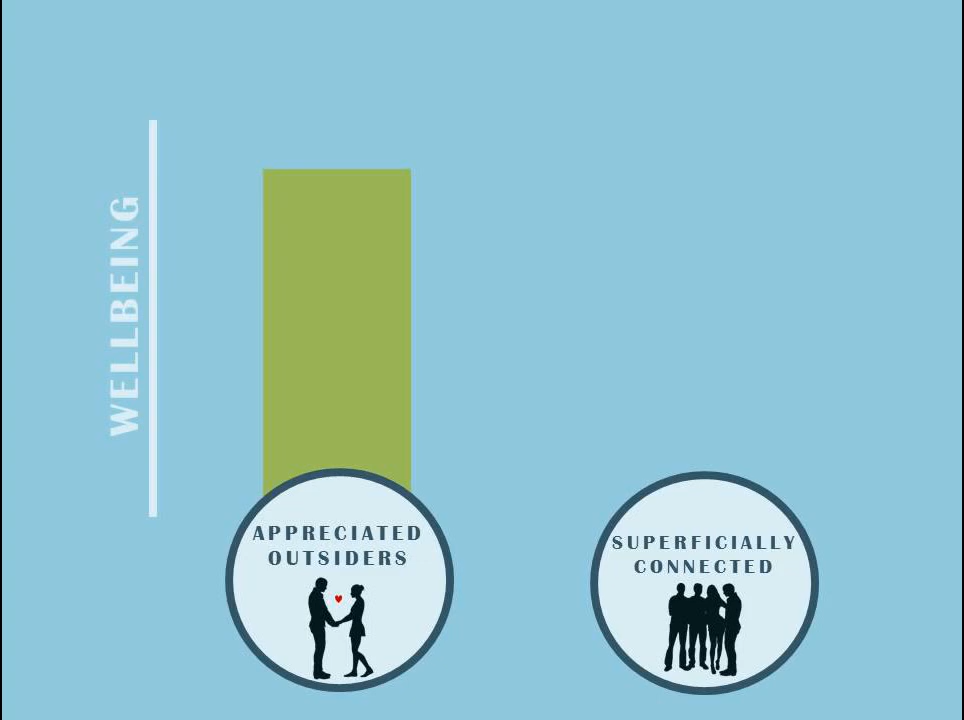 WELLBEING
APPRECIATED
OUTSIDERS
SUPERFICIALLY
CONNECTED